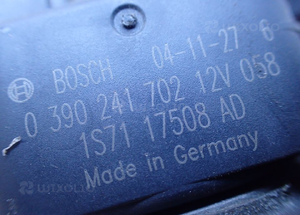 BOSCH 04-11-27 6
0 390 241 702 12V 058
1S71 17508 AD
Made in Germany